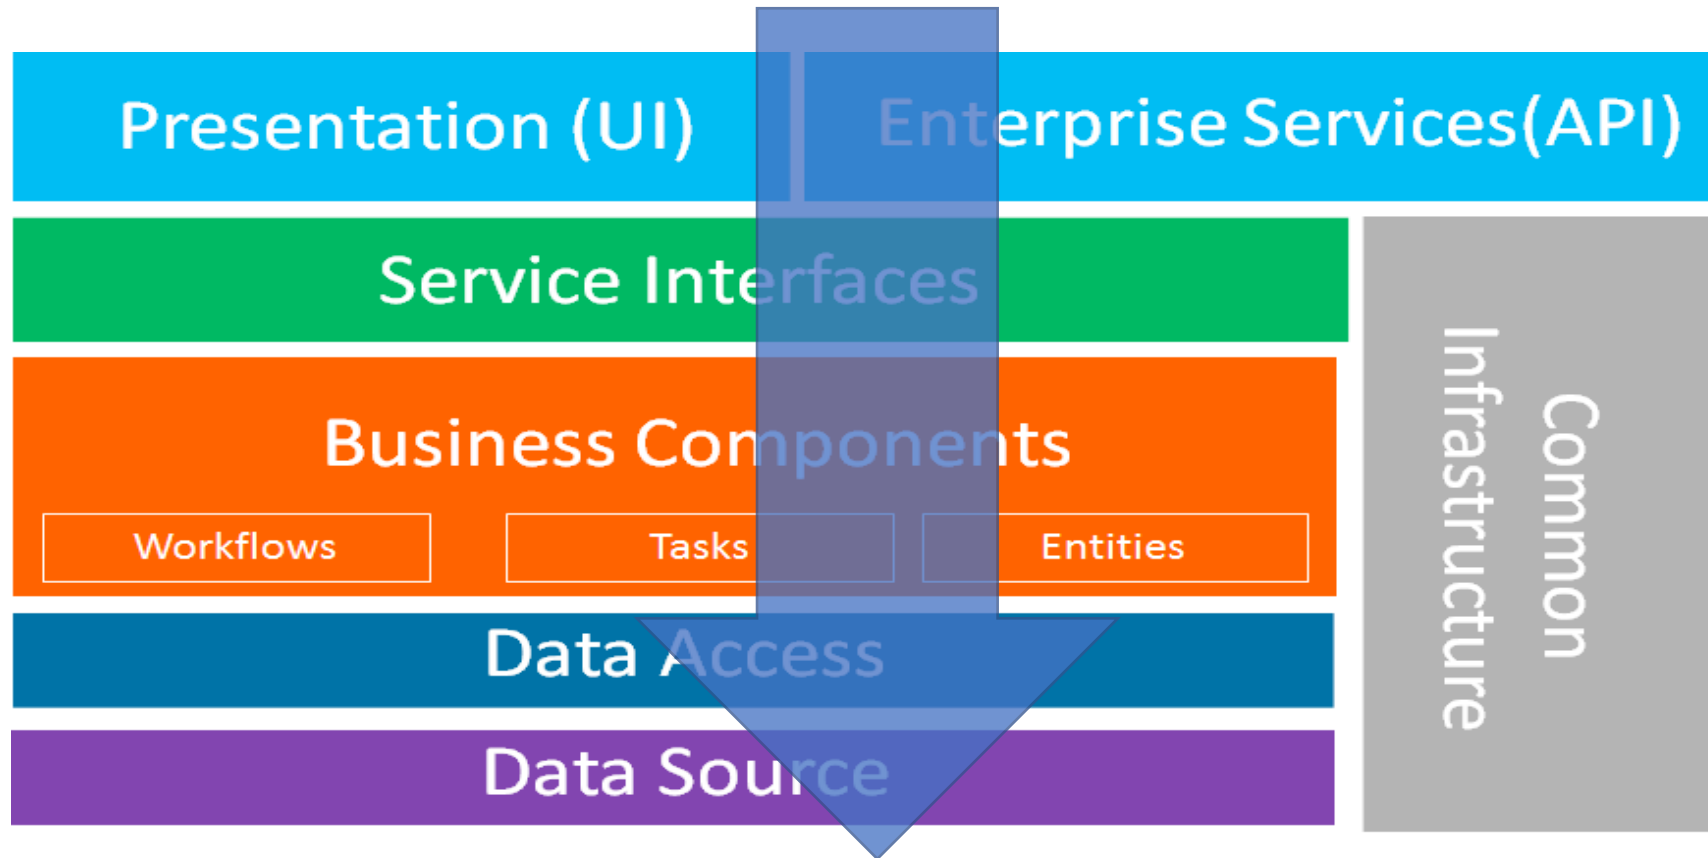 Presentation (UI)
Enterprise Services(API)
Service Interfaces
Business Components
Workflows
Tasks
Entities
Data Access
Data Source
Common
Infrastructure